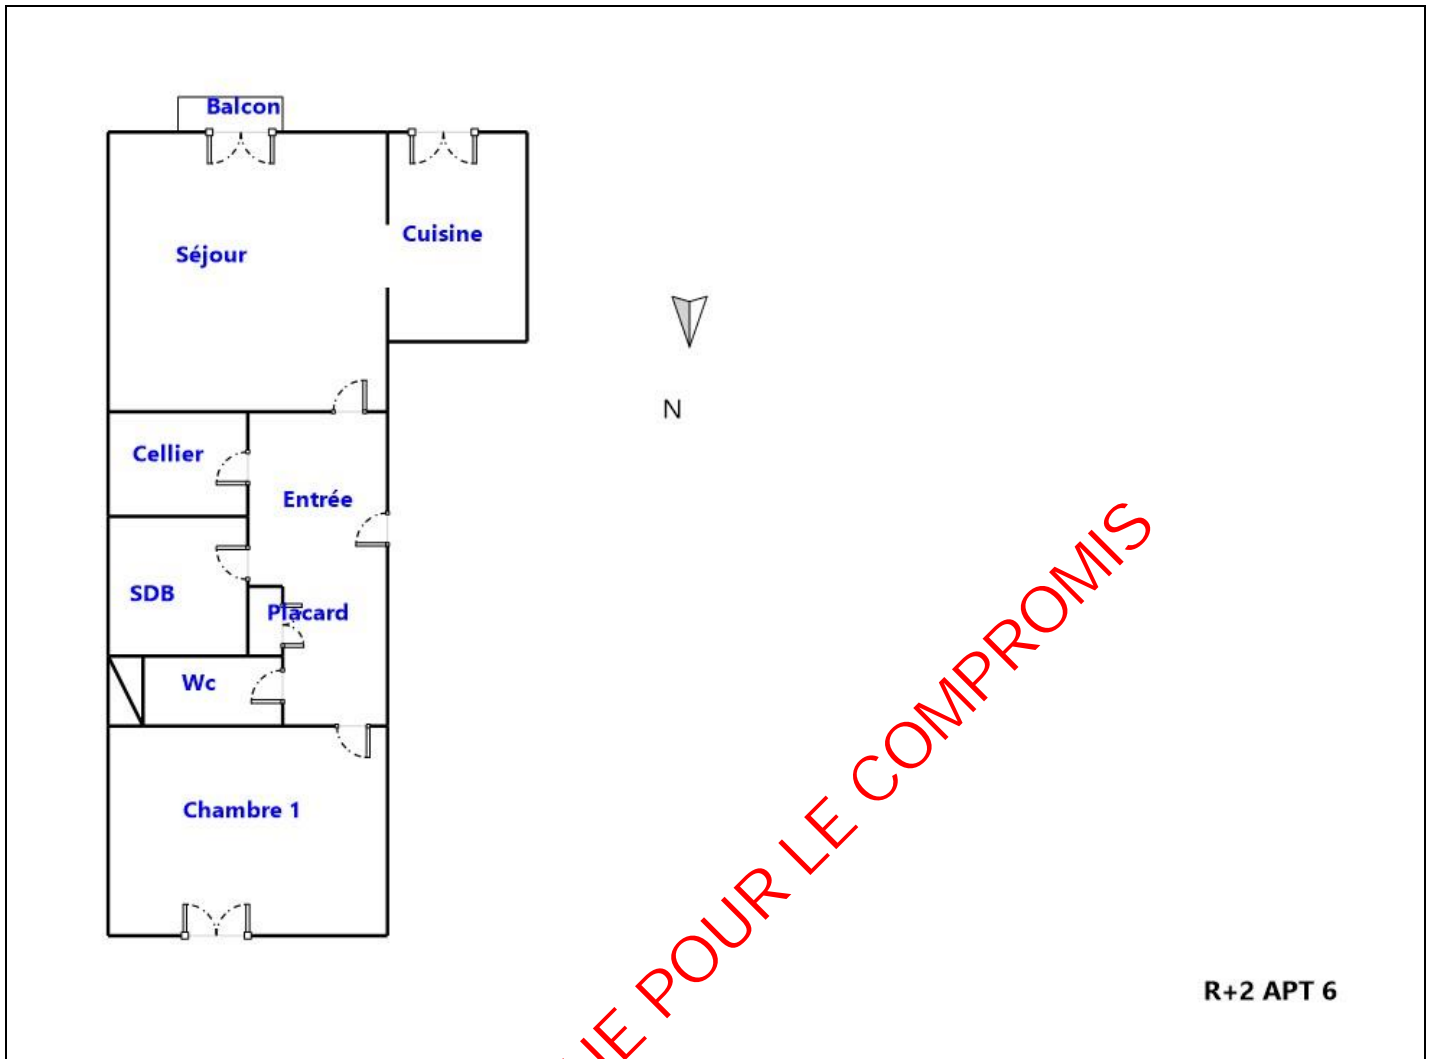 Balcon
Cuisine
Séjour
N
Cellier
Entrée
SDB
Placard
Wc
Chambre 1
POUR LE COMPROMIS
R+2 APT 6